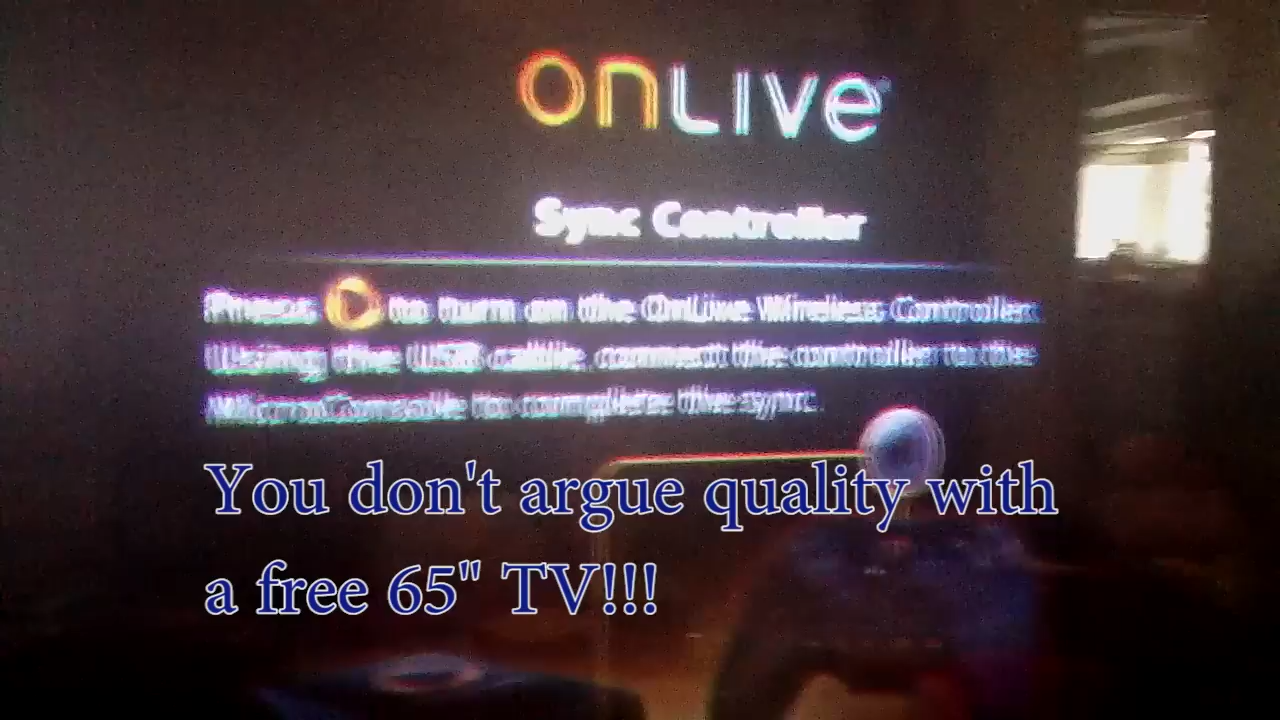 ONLIVE
Sync Controller
Press to turn on the OnLive Wireless Controller.
Using the USB cable, connect the controller to the
MicroConsole to complete the sync.
You don't argue quality with
a free 65" TV!!!